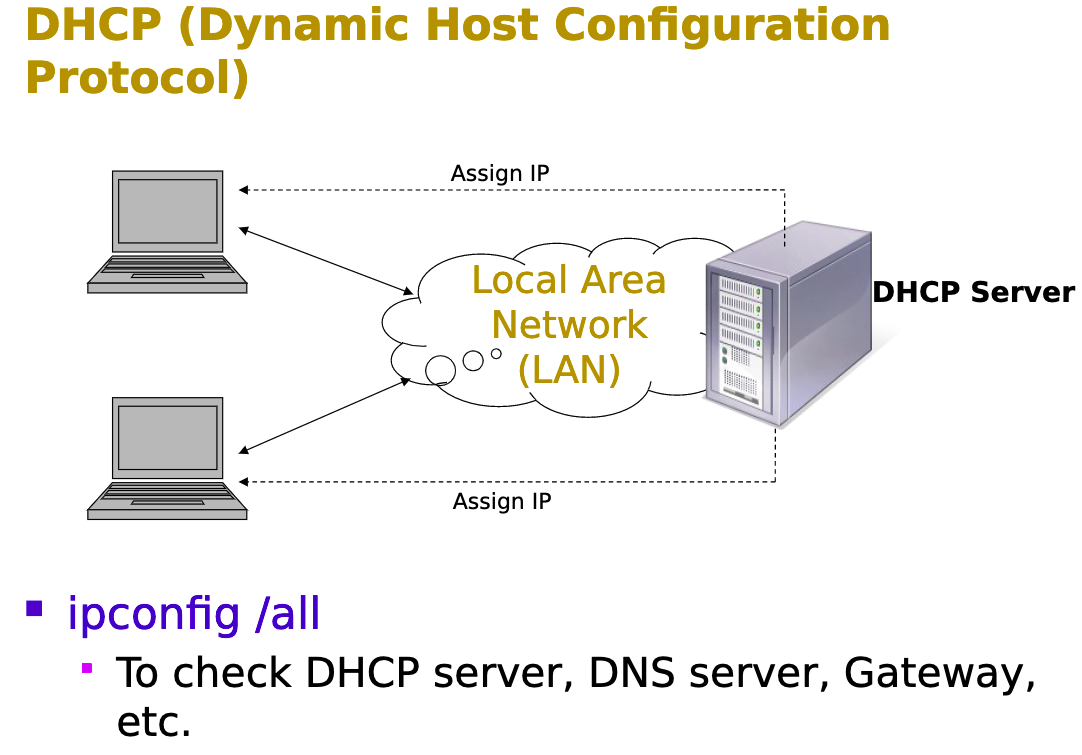 DHCP (Dynamic Host Configuration
Protocol)
Assign IP
Local Area
Network
(LAN)
DHCP Server
Assign IP
ipconfig /all
To check DHCP server, DNS server, Gateway,
etc.